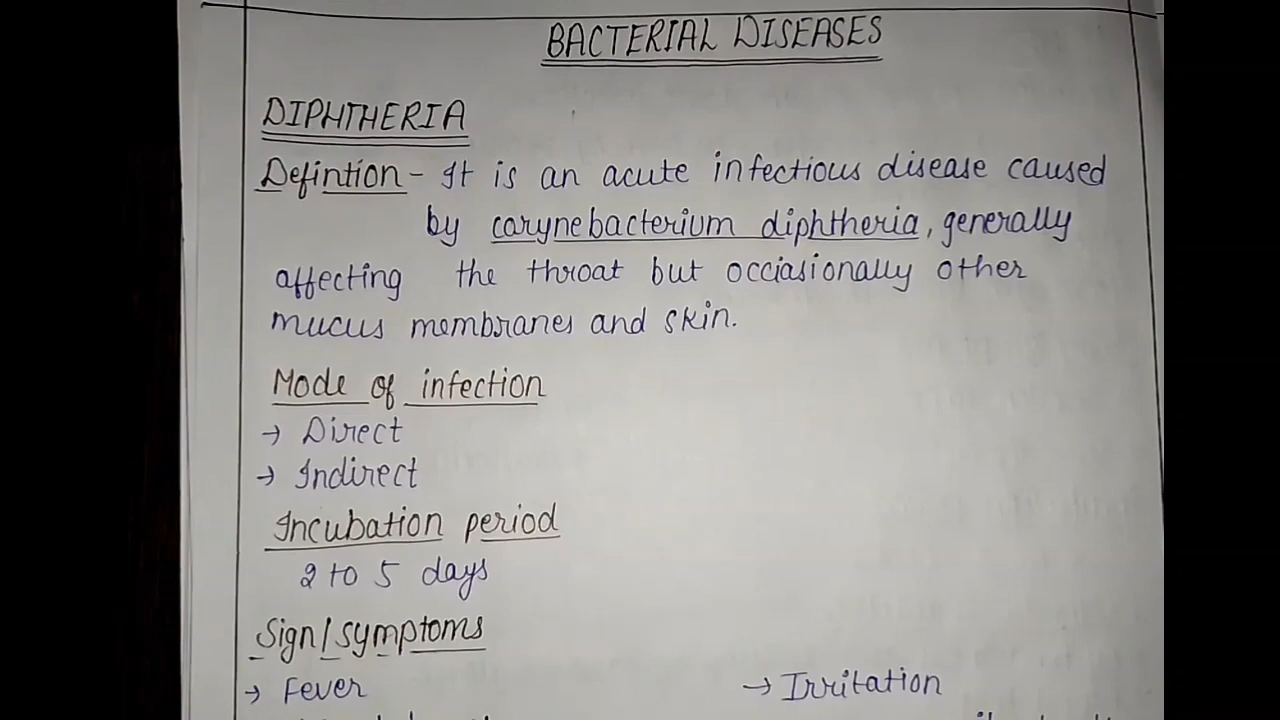 BACTERIAL DISEASES
DIPHTHERIA
Defintion - It is an acute infectious disease caused
by carynebacterium diphtheria, generally
affecting the throat but occiasionally other
mucus membranes and skin.
Mode of infection
→ Direct
→ Indirect
Incubation period
2 to 5 days
Sign/symptoms
→ Fever → Irritation